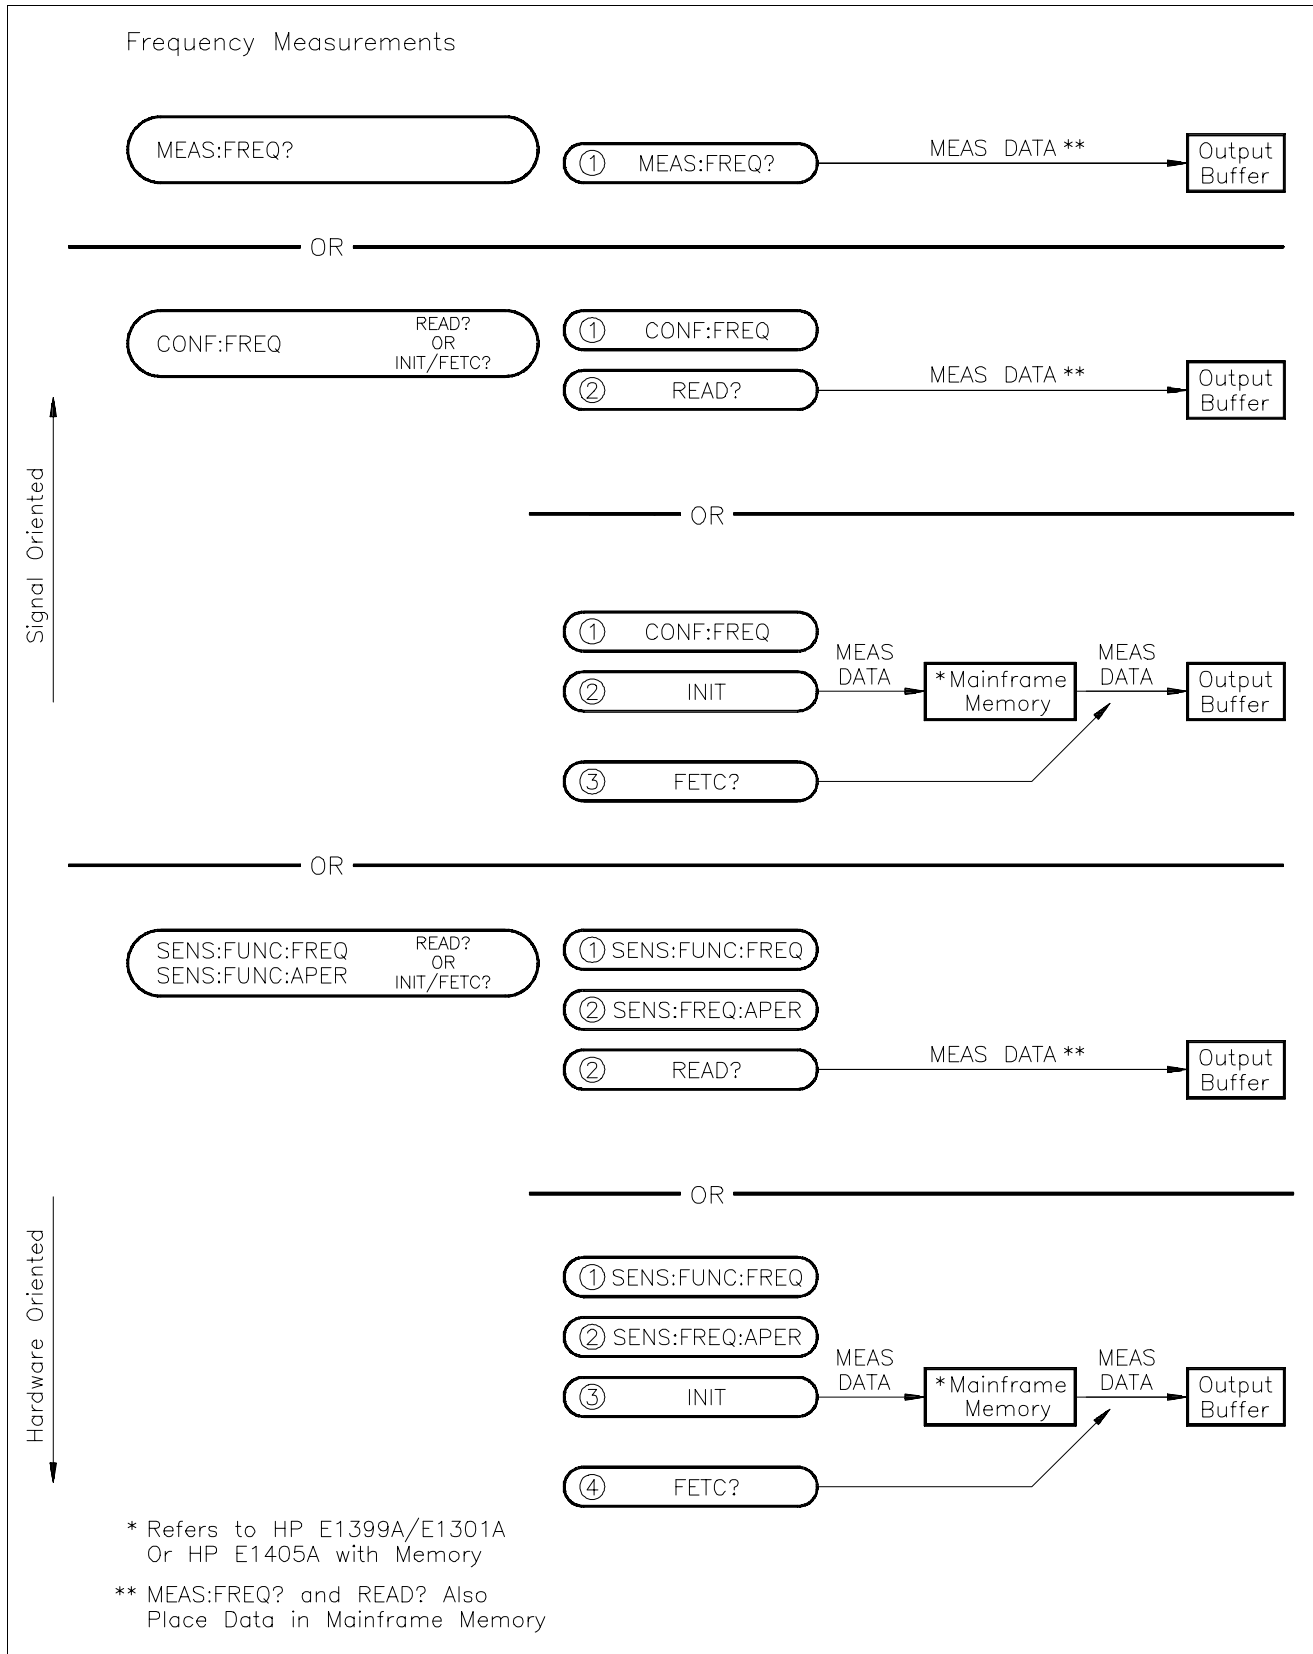 Frequency Measurements
MEAS:FREQ?
① MEAS:FREQ?
MEAS DATA **
Output
Buffer
OR
CONF:FREQ
READ?
OR
INIT/FETC?
① CONF:FREQ
② READ?
MEAS DATA **
Output
Buffer
Signal Oriented
OR
① CONF:FREQ
② INIT
MEAS
DATA
*Mainframe
Memory
MEAS
DATA
Output
Buffer
③ FETC?
OR
SENS:FUNC:FREQ
SENS:FUNC:APER
READ?
OR
INIT/FETC?
① SENS:FUNC:FREQ
② SENS:FREQ:APER
② READ?
MEAS DATA **
Output
Buffer
OR
Hardware Oriented
① SENS:FUNC:FREQ
② SENS:FREQ:APER
③ INIT
MEAS
DATA
*Mainframe
Memory
MEAS
DATA
Output
Buffer
④ FETC?
* Refers to HP E1399A/E1301A
Or HP E1405A with Memory
** MEAS:FREQ? and READ? Also
Place Data in Mainframe Memory